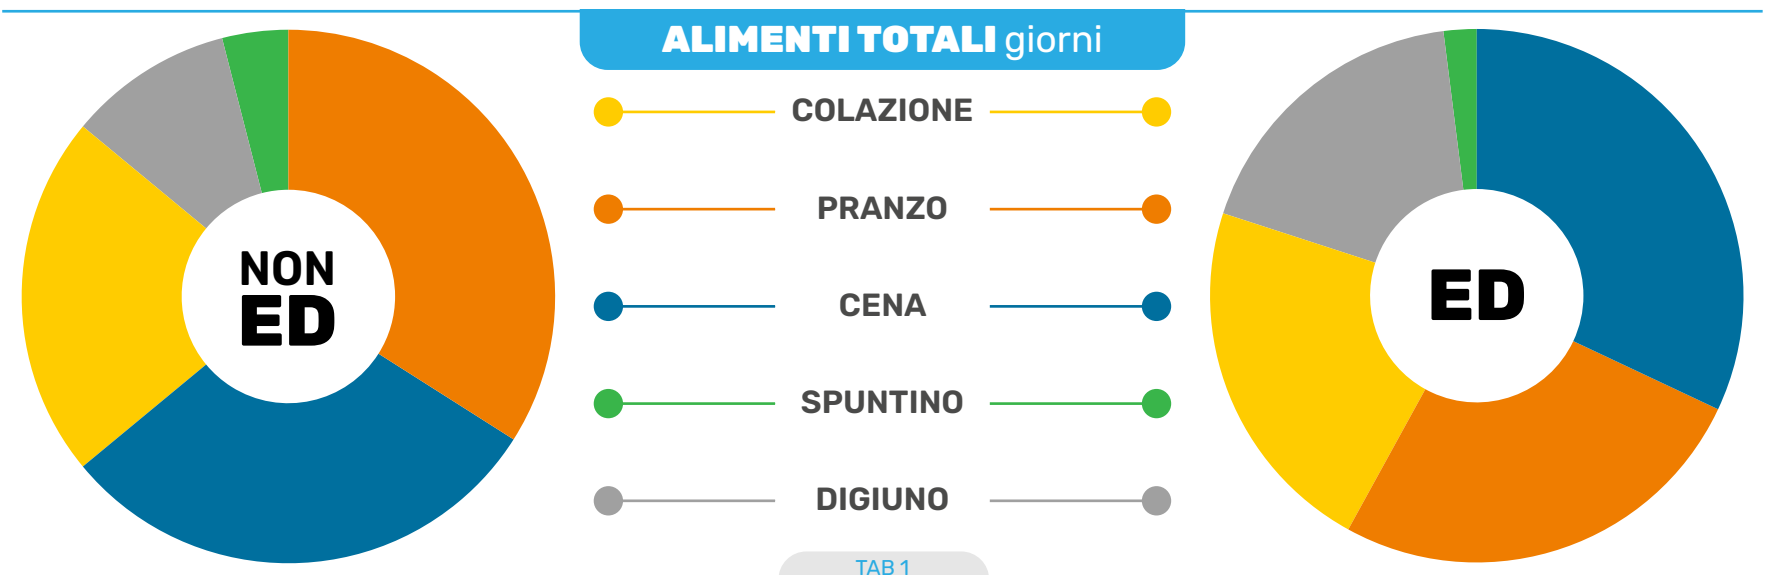 ALIMENTI TOTALI giorni
NON
ED
COLAZIONE
PRANZO
CENA
SPUNTINO
DIGIUNO
ED
TAB 1